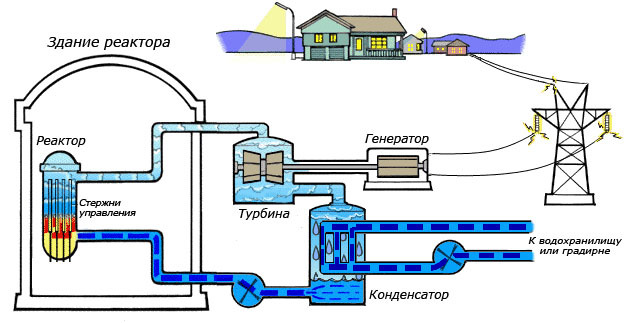 Здание реактора
Реактор
Стержни
управления
Турбина
Генератор
Конденсатор
К водохранилищу
или градирне